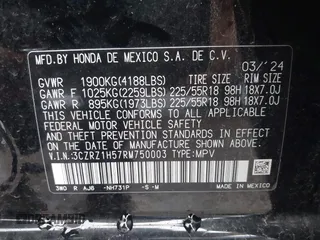 MFD.BY HONDA DE MEXICO S.A. DE C.V.
03/'24
GVWR 1900KG(4188LBS) TIRE SIZE RIM SIZE
GAWR F 1025KG(2259LBS) 225/55R18 98H 18X7.0J
GAWR R 895KG(1973LBS) 225/55R18 98H 18X7.0J
THIS VEHICLE CONFORMS TO ALL APPLICABLE
FEDERAL MOTOR VEHICLE SAFETY, BUMPER,
AND THEFT PREVENTION STANDARDS IN EFFECT ON
THE DATE OF MANUFACTURE SHOWN ABOVE.
V.I.N.:3CZRZ1H57RM750003 TYPE:MPV
3W0 R AJ6 -NH731P -S -M
MADE IN MEXICO